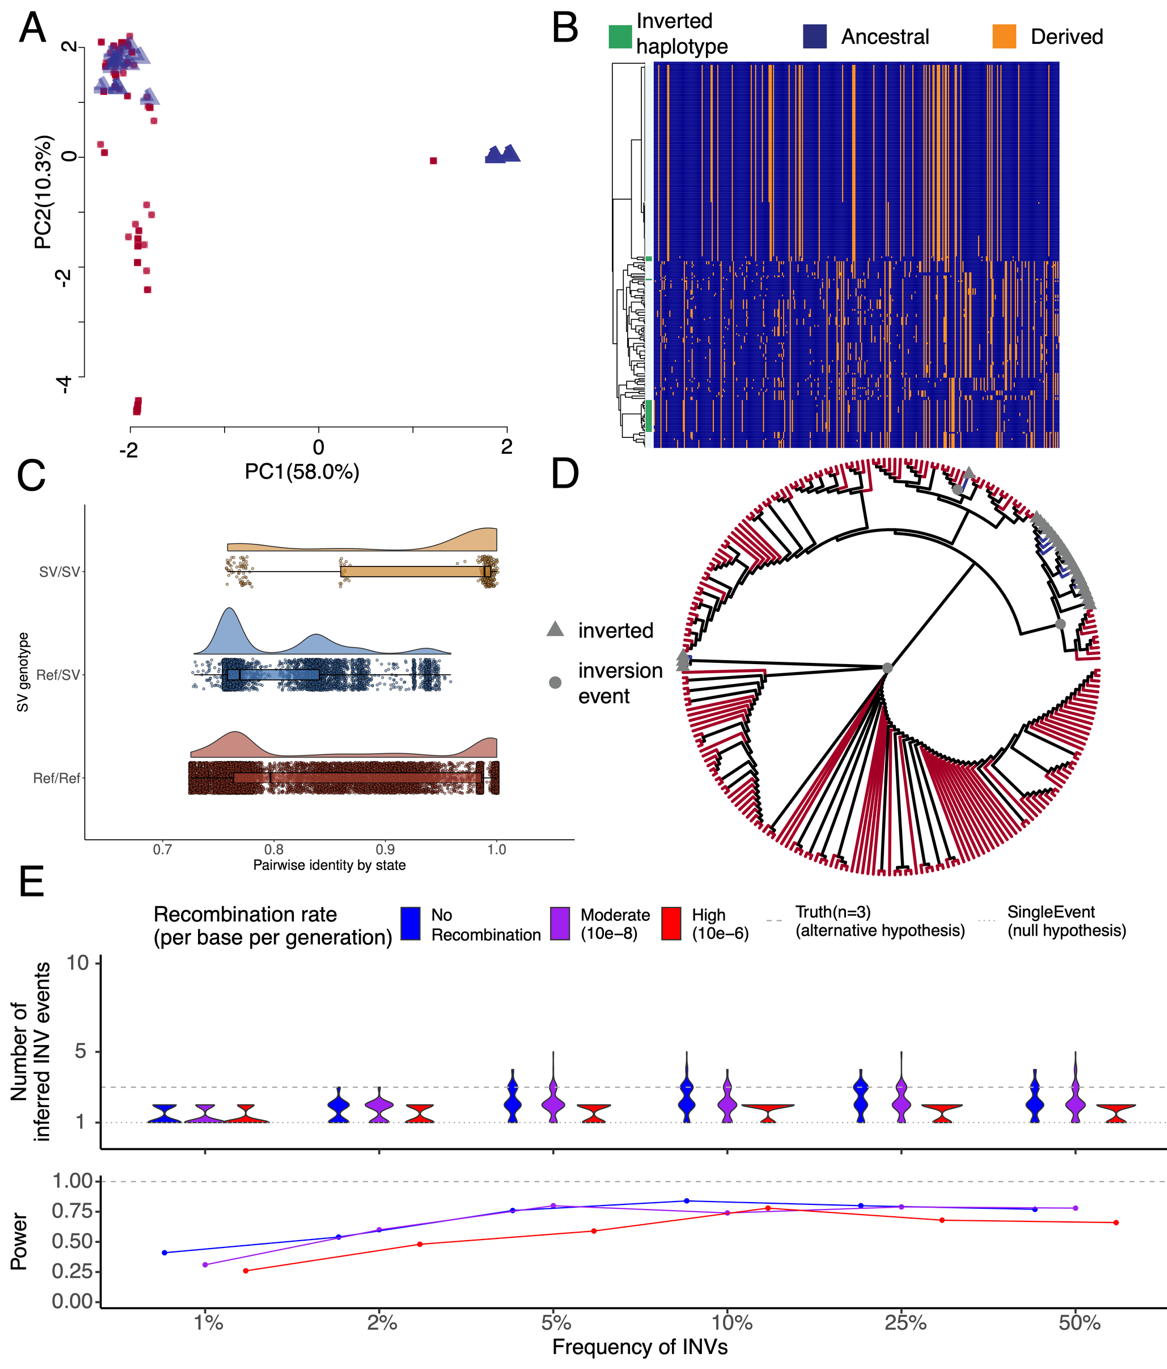 A
2
0
-2
-4
PC2(10.3%)
-2
0
2
PC1(58.0%)
B
Inverted
haplotype
Ancestral
Derived
C
SV genotype
SV/SV
Ref/SV
Ref/Ref
0.7
0.8
0.9
1.0
Pairwise identity by state
D
inverted
inversion
event
E
Recombination rate
(per base per generation)
No
Recombination
Moderate
(10e−8)
High
(10e−6)
Truth(n=3)
(alternative hypothesis)
SingleEvent
(null hypothesis)
Number of
inferred INV events
10
5
1
Power
1.00
0.75
0.50
0.25
0.00
1%
2%
5%
10%
25%
50%
Frequency of INVs